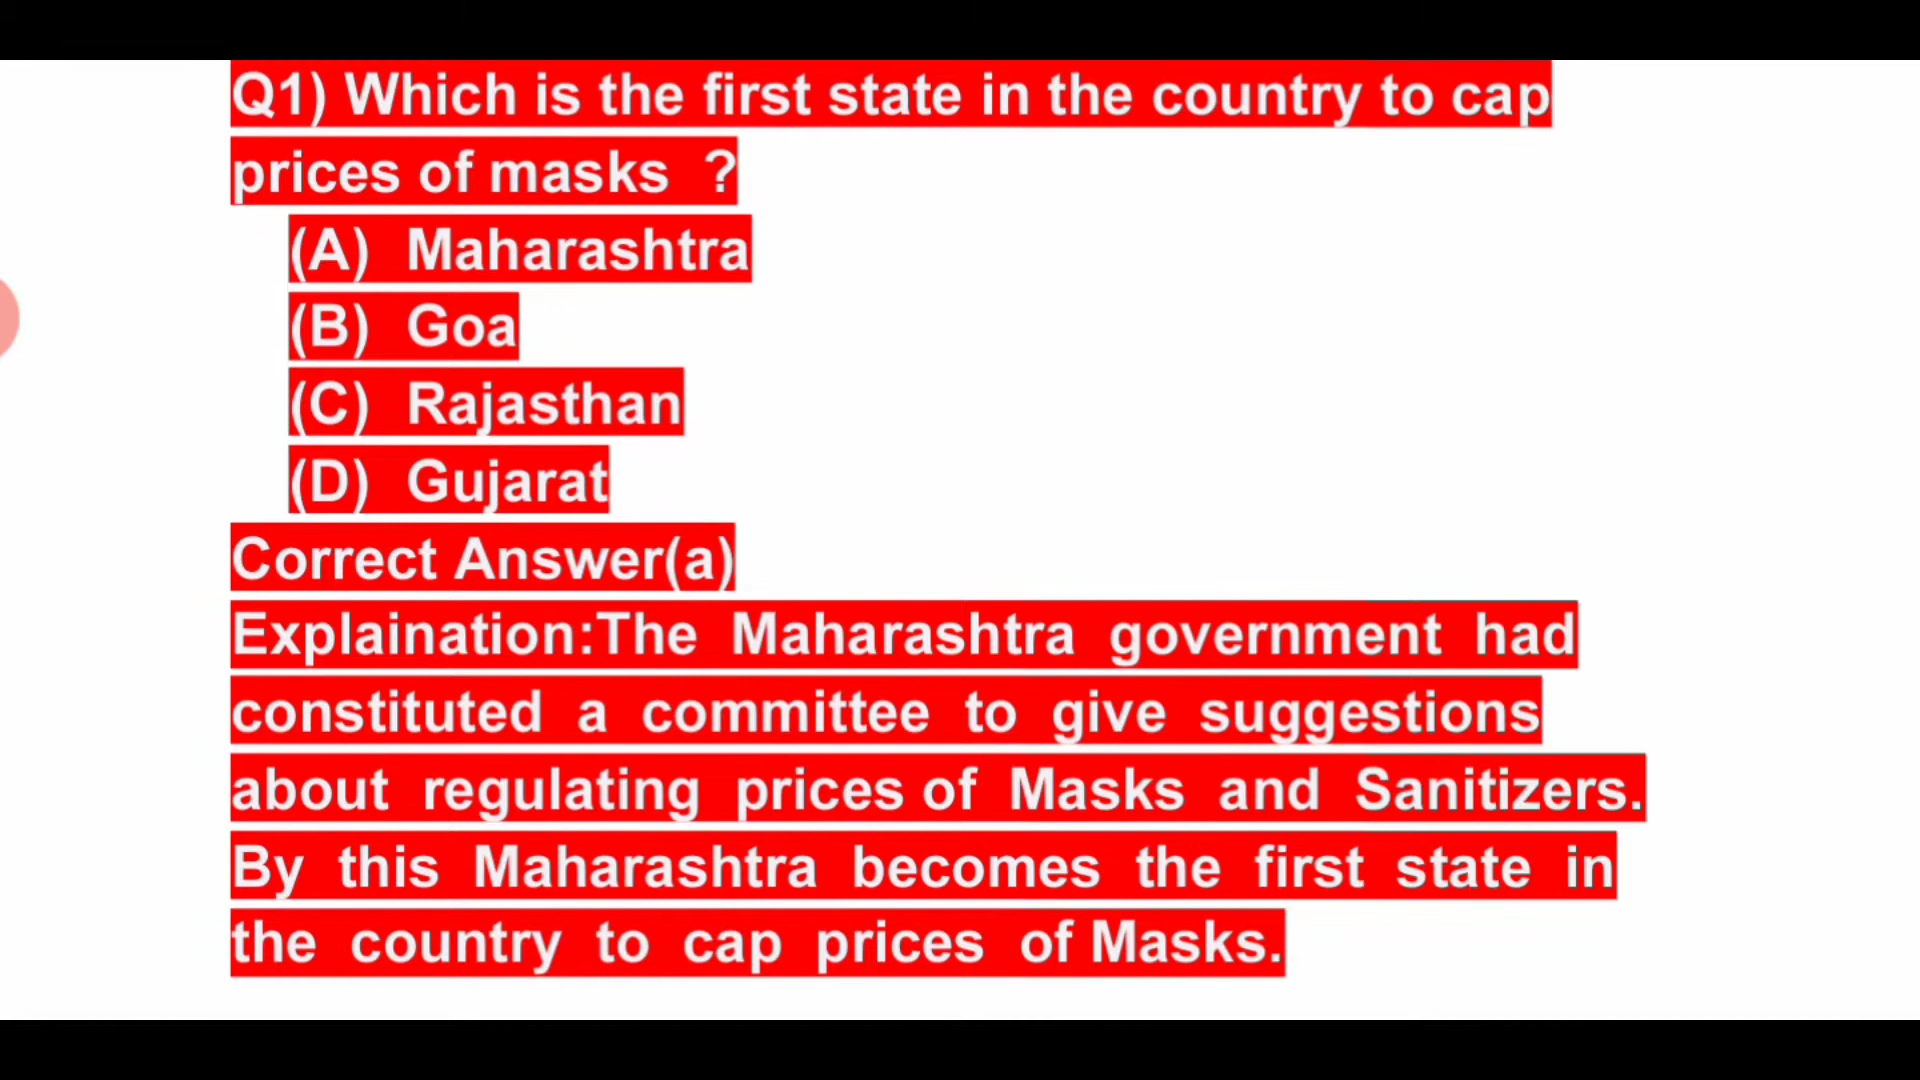 Q1) Which is the first state in the country to cap
prices of masks ?
(A) Maharashtra
(B) Goa
(C) Rajasthan
(D) Gujarat
Correct Answer(a)
Explaination:The Maharashtra government had
constituted a committee to give suggestions
about regulating prices of Masks and Sanitizers.
By this Maharashtra becomes the first state in
the country to cap prices of Masks.